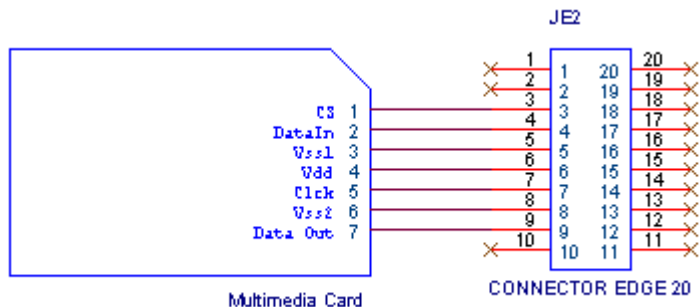 JE2
CS 1
DataIn 2
Vss1 3
Vdd 4
Clck 5
Vss2 6
Data Out 7
Multimedia Card
1 1 20 20
2 2 19 19
3 3 18 18
4 4 17 17
5 5 16 16
6 6 15 15
7 7 14 14
8 8 13 13
9 9 12 12
10 10 11 11
CONNECTOR EDGE 20